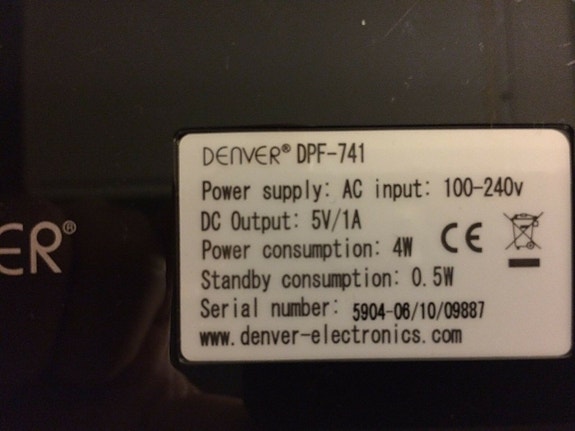 DENVER® DPF-741
Power supply: AC input: 100-240v
DC Output: 5V/1A
Power consumption: 4W
CE
Standby consumption: 0.5W
Serial number: 5904-06/10/09887
www.denver-electronics.com
ER®